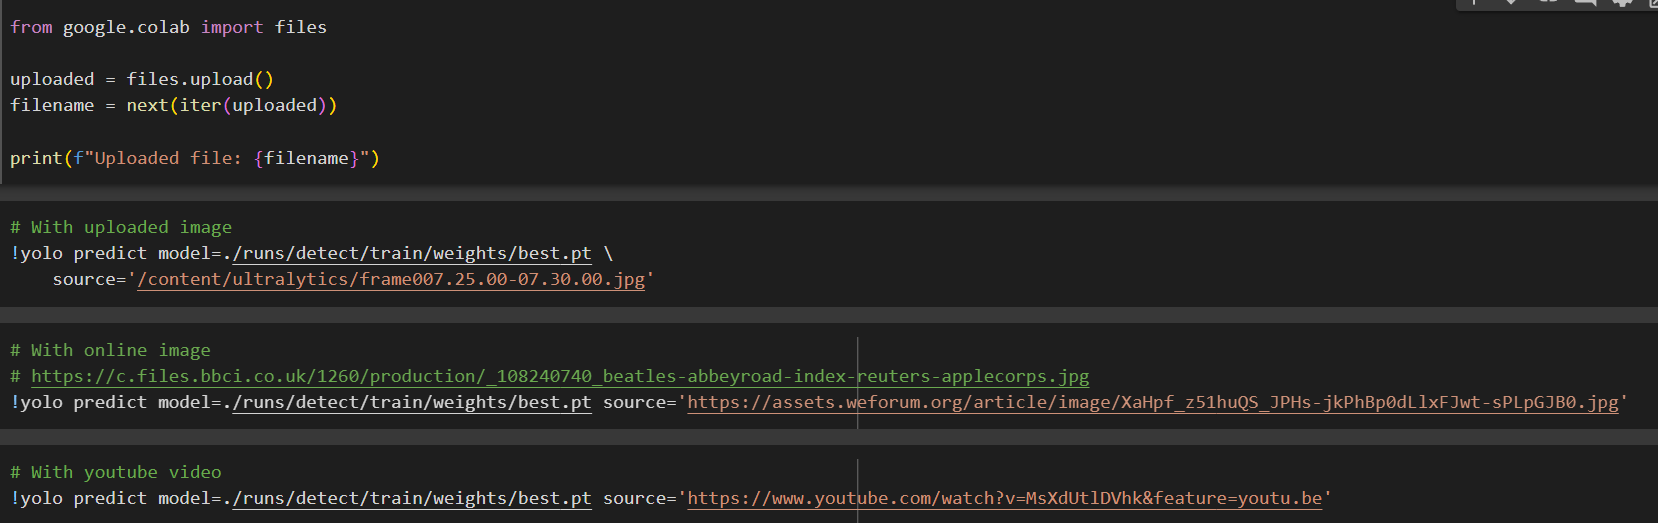 from google.colab import files
uploaded = files.upload()
filename = next(iter(uploaded))
print(f"Uploaded file: {filename}")
# With uploaded image
!yolo predict model=./runs/detect/train/weights/best.pt \
source='/content/ultralytics/frame007.25.00-07.30.00.jpg'
# With online image
# https://c.files.bbci.co.uk/1260/production/_108240740_beatles-abbeyroad-index-reuters-applecorps.jpg
!yolo predict model=./runs/detect/train/weights/best.pt source='https://assets.weforum.org/article/image/XaHpf_z51huQS_JPHs-jkPhBp0dLlxFJwt-sPLpGJB0.jpg'
# With youtube video
!yolo predict model=./runs/detect/train/weights/best.pt source='https://www.youtube.com/watch?v=MsXdUtlDVhk&feature=youtu.be'